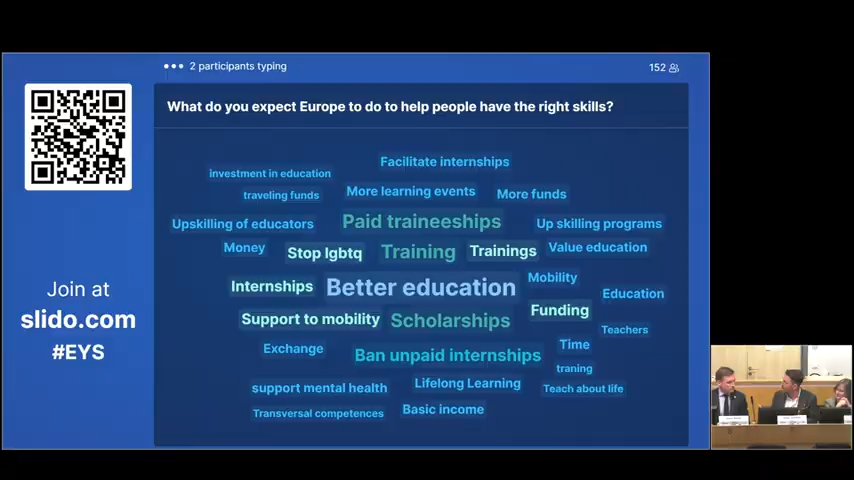 2 participants typing
152
What do you expect Europe to do to help people have the right skills?
Facilitate internships
investment in education
traveling funds
More learning events
More funds
Upskilling of educators
Paid traineeships
Up skilling programs
Money
Stop lgbtq
Training
Trainings
Value education
Internships
Better education
Mobility
Education
Support to mobility
Scholarships
Funding
Teachers
Exchange
Ban unpaid internships
Time
traning
support mental health
Lifelong Learning
Teach about life
Transversal competences
Basic income
Join at
slido.com
#EYS